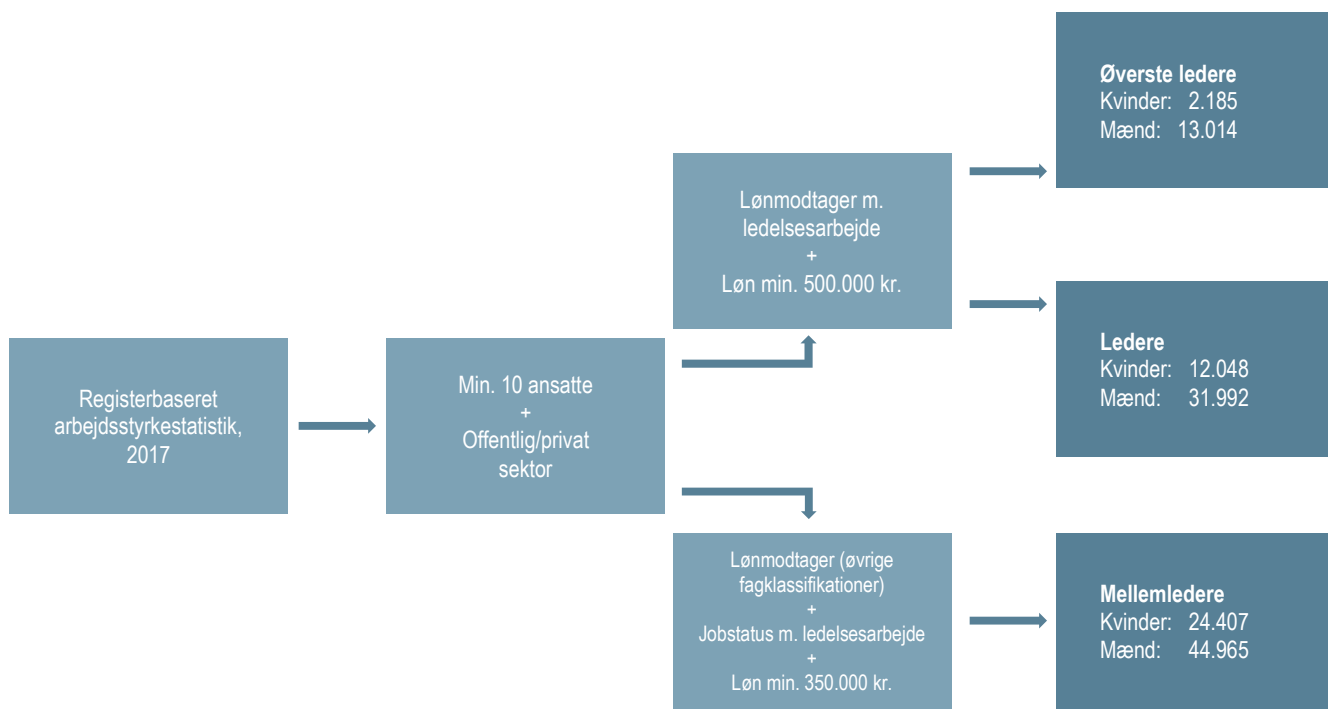 Registerbaseret
arbejdsstyrkestatistik,
2017
Min. 10 ansatte
+
Offentlig/privat
sektor
Lønmodtager m.
ledelsesarbejde
+
Løn min. 500.000 kr.
Lønmodtager (øvrige
fagklassifikationer)
+
Jobstatus m. ledelsesarbejde
+
Løn min. 350.000 kr.
Øverste ledere
Kvinder: 2.185
Mænd: 13.014
Ledere
Kvinder: 12.048
Mænd: 31.992
Mellemledere
Kvinder: 24.407
Mænd: 44.965